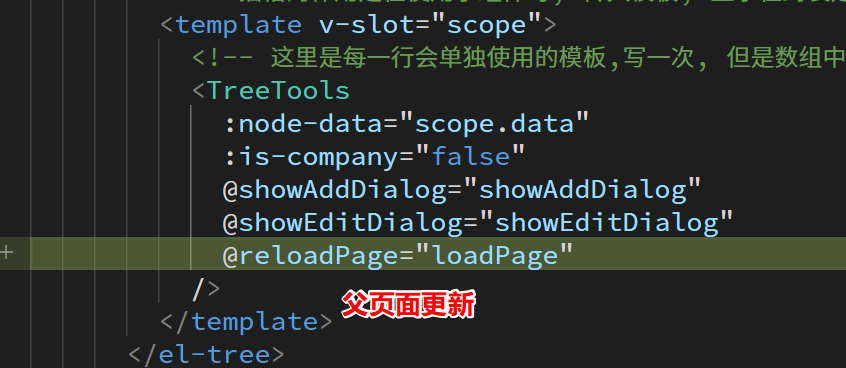 <template v-slot="scope">
<!-- 这里是每一行会单独使用的模板,写一次, 但是数组中
<TreeTools
:node-data="scope.data"
:is-company="false"
@showAddDialog="showAddDialog"
@showEditDialog="showEditDialog"
@reloadPage="loadPage"
/>
父页面更新
</template>
</el-tree>